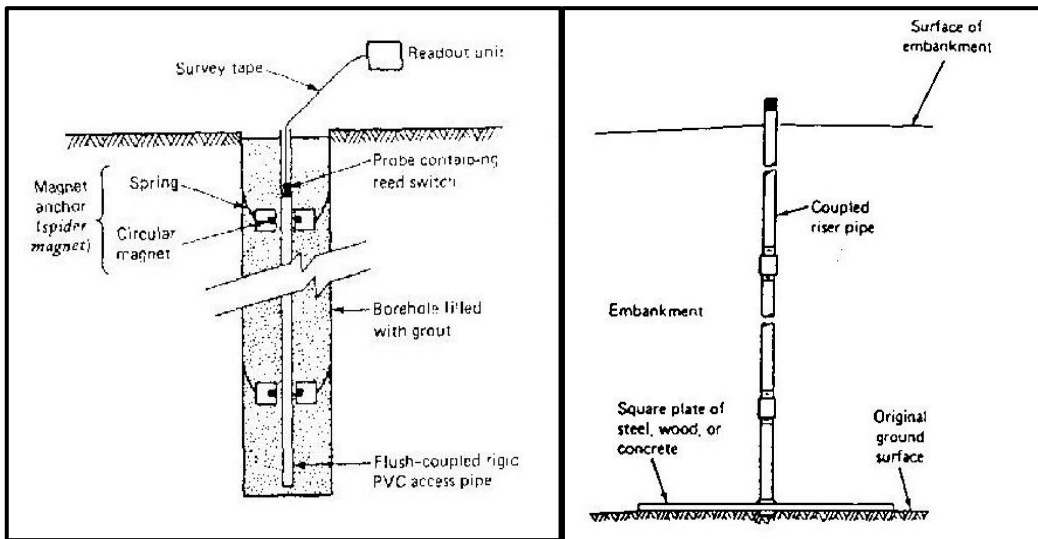 Survey tape
Readout unit
Probe containing
reed switch
Magnet
anchor
(spider
magnet)
Spring
Circular
magnet
Borehole filled
with grout
Flush-coupled rigid
PVC access pipe
Surface of
embankment
Coupled
riser pipe
Embankment
Square plate of
steel, wood, or
concrete
Original
ground
surface